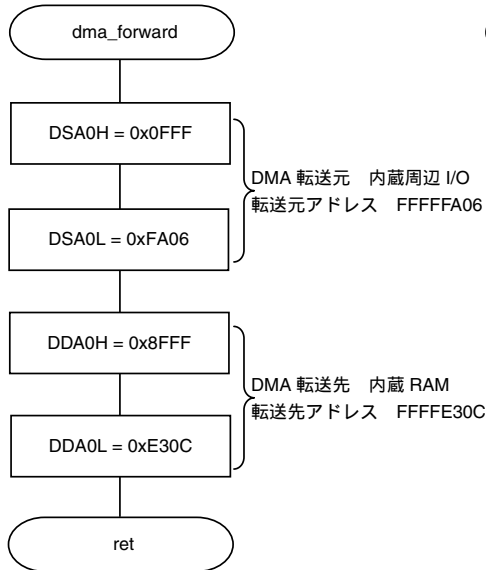 dma_forward
DSA0H = 0x0FFF
DMA 転送元 内蔵周辺 I/O
転送元アドレス FFFFFA06
DSA0L = 0xFA06
DDA0H = 0x8FFF
DMA 転送先 内蔵 RAM
転送先アドレス FFFFE30C
DDA0L = 0xE30C
ret